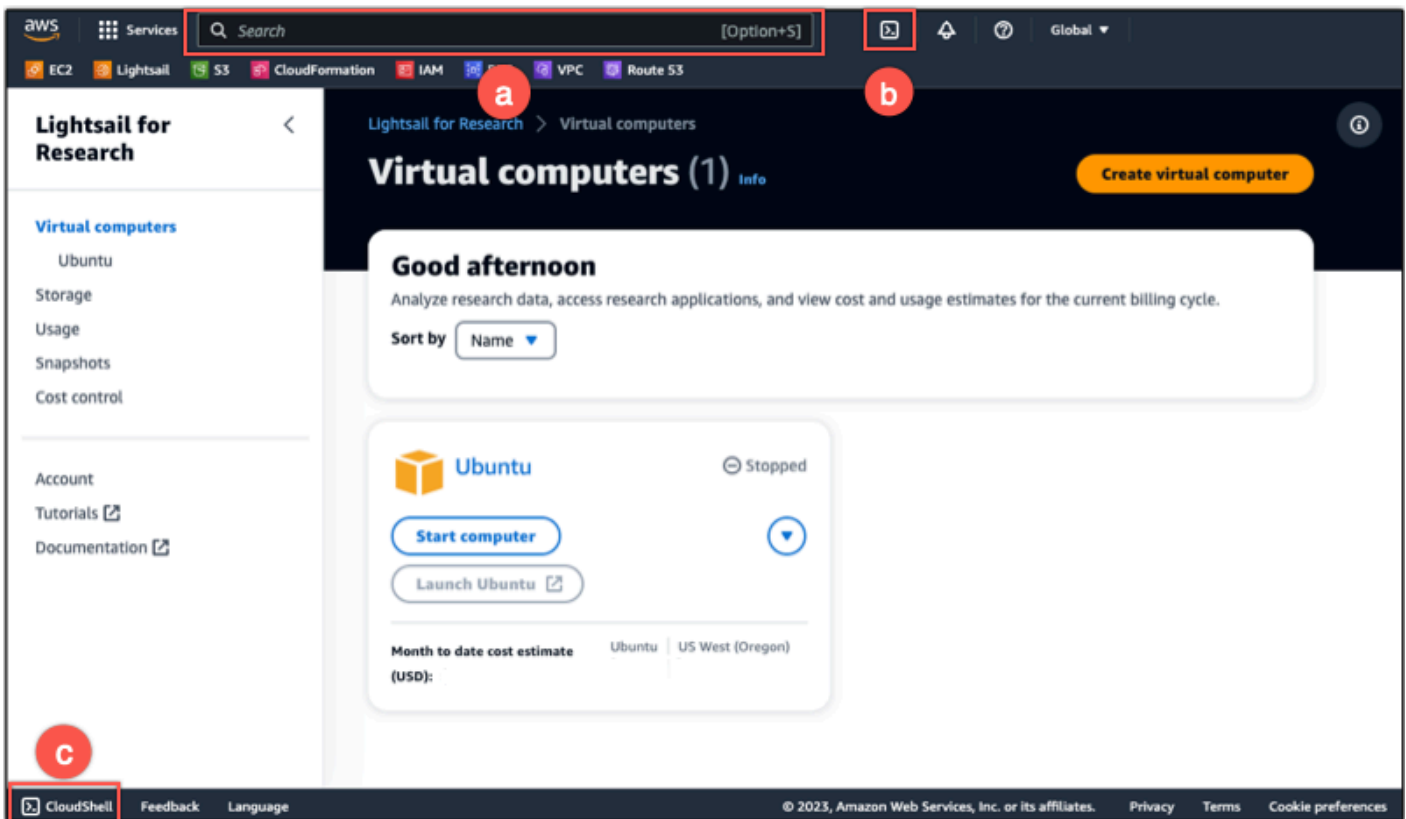 aws Services Search [Option+S] Global
EC2 Lightsail S3 CloudFormation IAM VPC Route 53
a
b
Lightsail for Research
Lightsail for Research > Virtual computers
Virtual computers (1) Info
Create virtual computer
Virtual computers
Ubuntu
Storage
Usage
Snapshots
Cost control
Account
Tutorials
Documentation
Good afternoon
Analyze research data, access research applications, and view cost and usage estimates for the current billing cycle.
Sort by Name
Ubuntu Stopped
Start computer
Launch Ubuntu
Month to date cost estimate (USD):
Ubuntu US West (Oregon)
c
CloudShell Feedback Language © 2023, Amazon Web Services, Inc. or its affiliates. Privacy Terms Cookie preferences